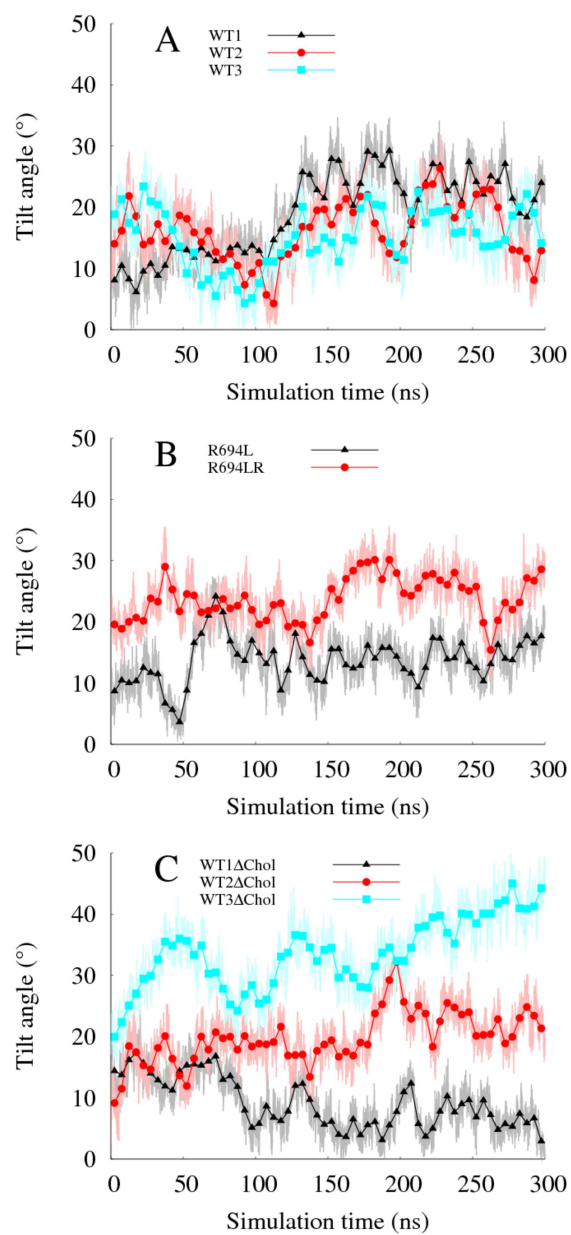 A
WT1
WT2
WT3
Tilt angle (°)
50
40
30
20
10
0
0 50 100 150 200 250 300
Simulation time (ns)
B
R694L
R694LR
Tilt angle (°)
50
40
30
20
10
0
0 50 100 150 200 250 300
Simulation time (ns)
C
WT1ΔChol
WT2ΔChol
WT3ΔChol
Tilt angle (°)
50
40
30
20
10
0
0 50 100 150 200 250 300
Simulation time (ns)